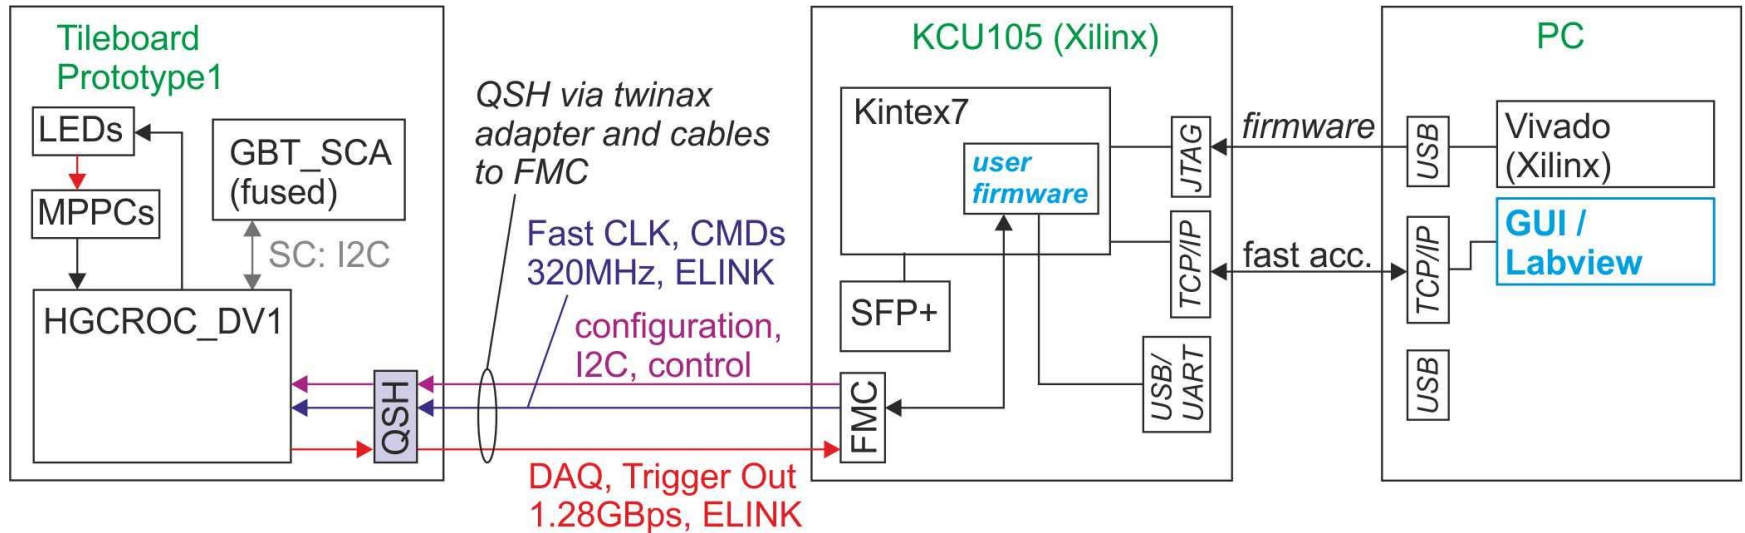 Tileboard
Prototype1
LEDs
MPPCs
GBT_SCA
(fused)
SC: I2C
HGCROC_DV1
QSH
QSH via twinax
adapter and cables
to FMC
Fast CLK, CMDs
320MHz, ELINK
configuration,
I2C, control
DAQ, Trigger Out
1.28GBps, ELINK
KCU105 (Xilinx)
Kintex7
user
firmware
SFP+
FMC
JTAG
TCP/IP
USB/
UART
firmware
fast acc.
PC
USB
TCP/IP
USB
Vivado
(Xilinx)
GUI /
Labview